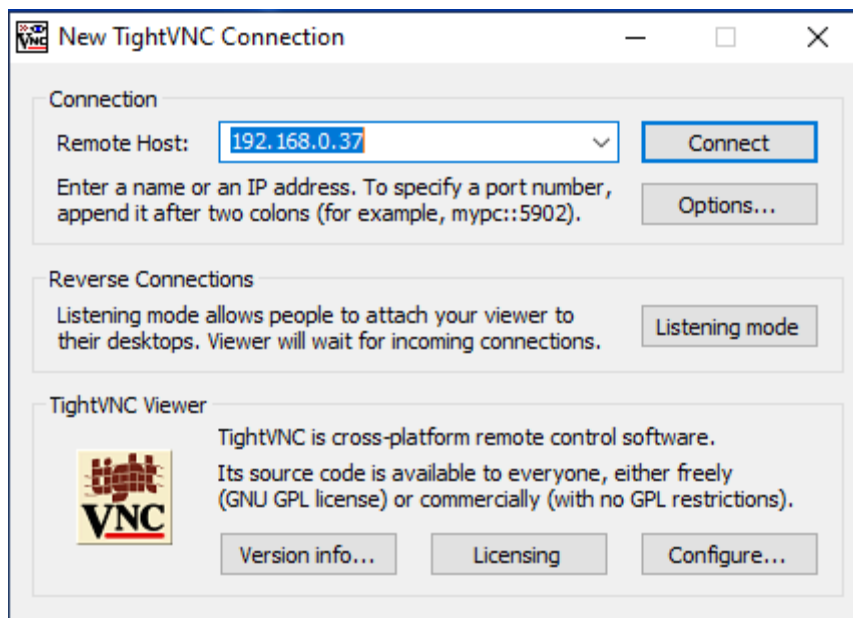 New TightVNC Connection
Connection
Remote Host: 192.168.0.37 Connect
Enter a name or an IP address. To specify a port number,
append it after two colons (for example, mypc::5902).
Options...
Reverse Connections
Listening mode allows people to attach your viewer to
their desktops. Viewer will wait for incoming connections.
Listening mode
TightVNC Viewer
TightVNC is cross-platform remote control software.
Its source code is available to everyone, either freely
(GNU GPL license) or commercially (with no GPL restrictions).
tight
VNC
Version info... Licensing Configure...